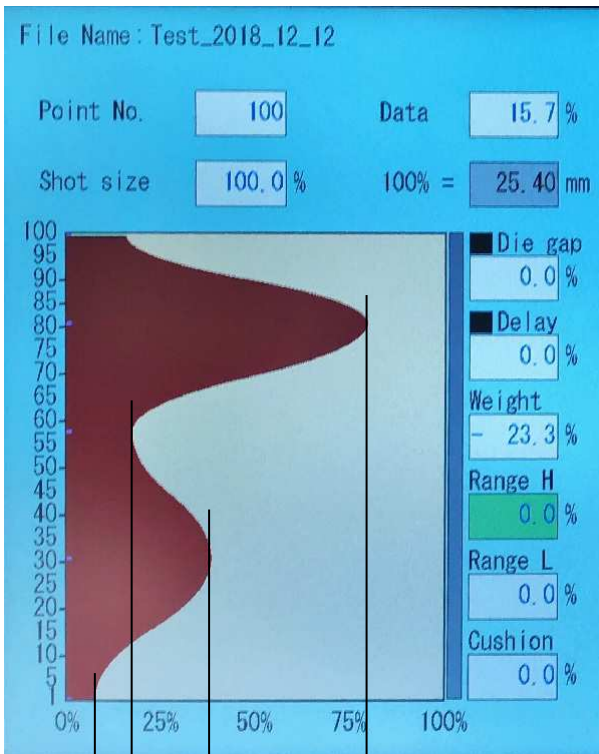 File Name:Test_2018_12_12
Point No. 100 Data 15.7 %
Shot size 100.0 % 100% = 25.40 mm
Die gap
0.0 %
Delay
0.0 %
Weight
- 23.3 %
Range H
0.0 %
Range L
0.0 %
Cushion
0.0 %
100
95
90
85
80
75
70
65
60
55
50
45
40
35
30
25
20
15
10
5
1
0% 25% 50% 75% 100%